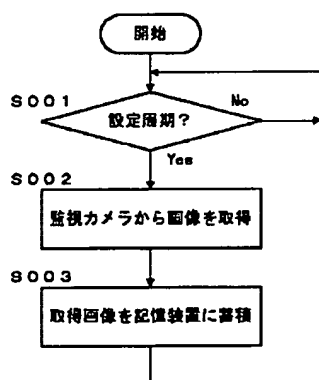 開始
S001
設定周期?
No
Yes
S002
監視カメラから画像を取得
S003
取得画像を記憶装置に蓄積